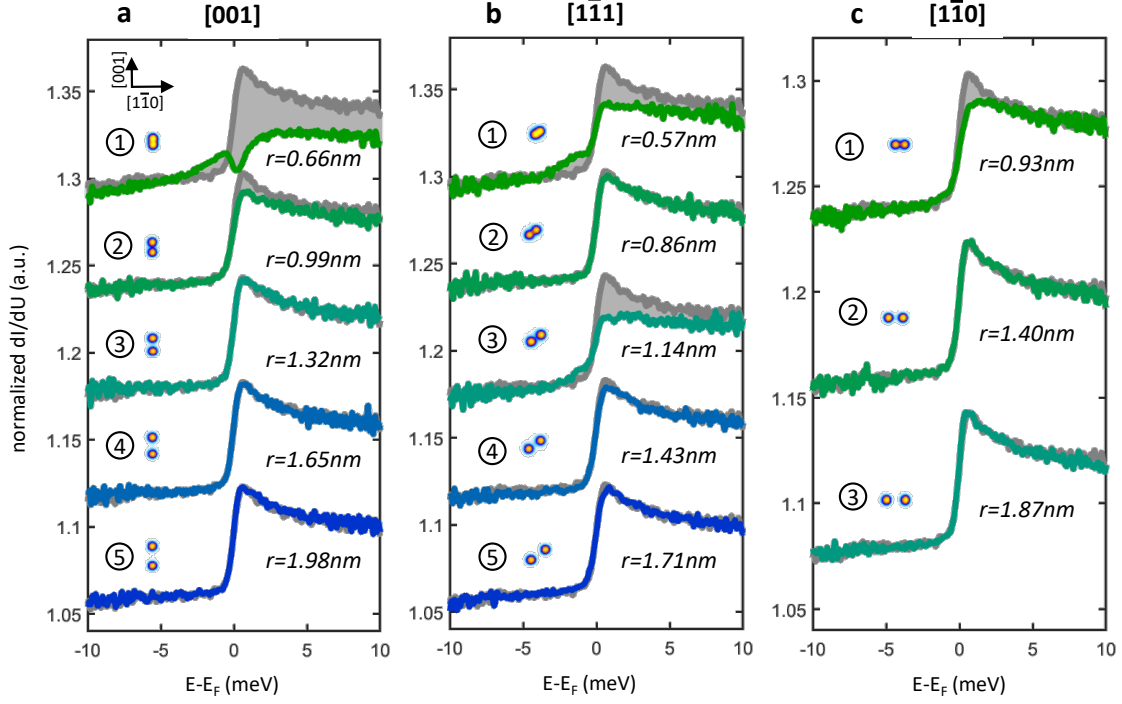 a [001]
[001]
[11̅0]
1.35
1.3
1.25
1.2
1.15
1.1
1.05
normalized dI/dU (a.u.)
① r=0.66nm
② r=0.99nm
③ r=1.32nm
④ r=1.65nm
⑤ r=1.98nm
-10 -5 0 5 10
E-E_F (meV)
b [11̅1]
1.35
1.3
1.25
1.2
1.15
1.1
1.05
① r=0.57nm
② r=0.86nm
③ r=1.14nm
④ r=1.43nm
⑤ r=1.71nm
-10 -5 0 5 10
E-E_F (meV)
c [11̅0]
1.3
1.25
1.2
1.15
1.1
1.05
① r=0.93nm
② r=1.40nm
③ r=1.87nm
-10 -5 0 5 10
E-E_F (meV)